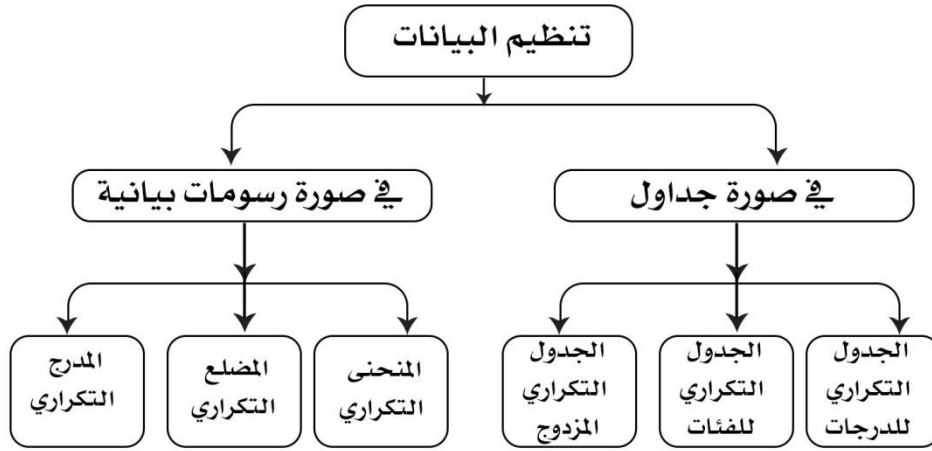 تنظيم البيانات
في صورة جداول
في صورة رسومات بيانية
الجدول
التكراري
للدرجات
الجدول
التكراري
للفئات
الجدول
التكراري
المزدوج
المنحنى
التكراري
المضلع
التكراري
المدرج
التكراري